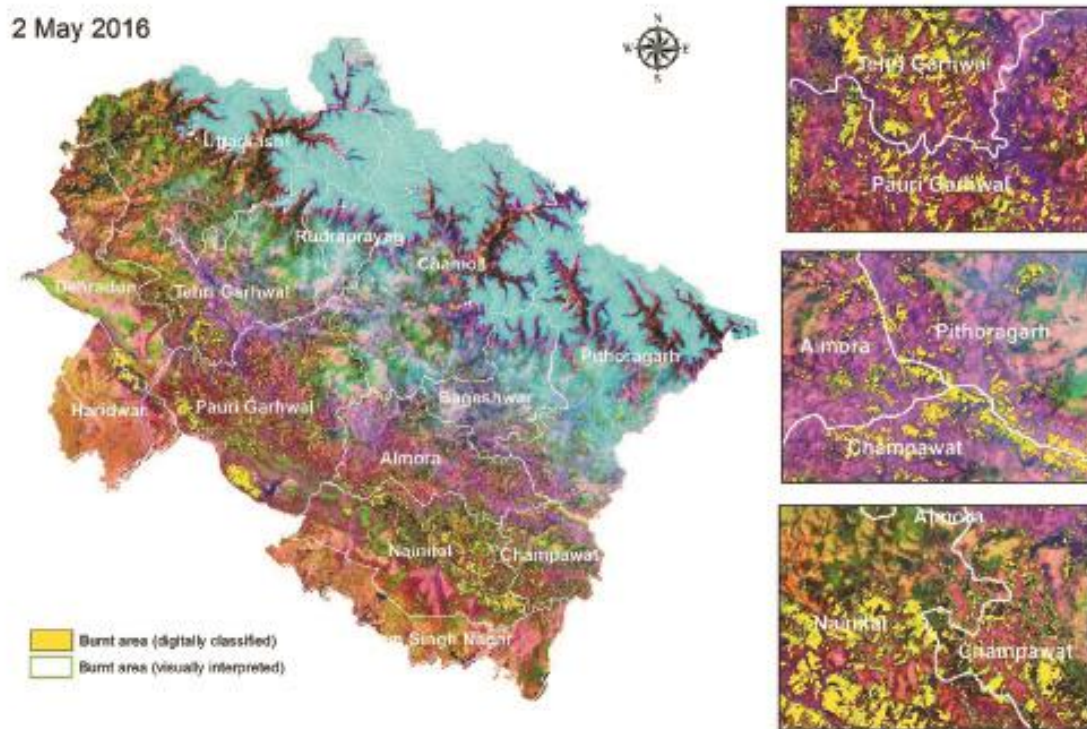 2 May 2016
N
W E
S
Uttarkashi
Rudraprayag
Chamoli
Dehradun
Tehri Garhwal
Pithoragarh
Haridwar
Pauri Garhwal
Bageshwar
Almora
Nainital
Champawat
Singh Nagar
Burnt area (digitally classified)
Burnt area (visually interpreted)
Tehri Garhwal
Pauri Garhwal
Pithoragarh
Almora
Champawat
Almora
Nainital
Champawat